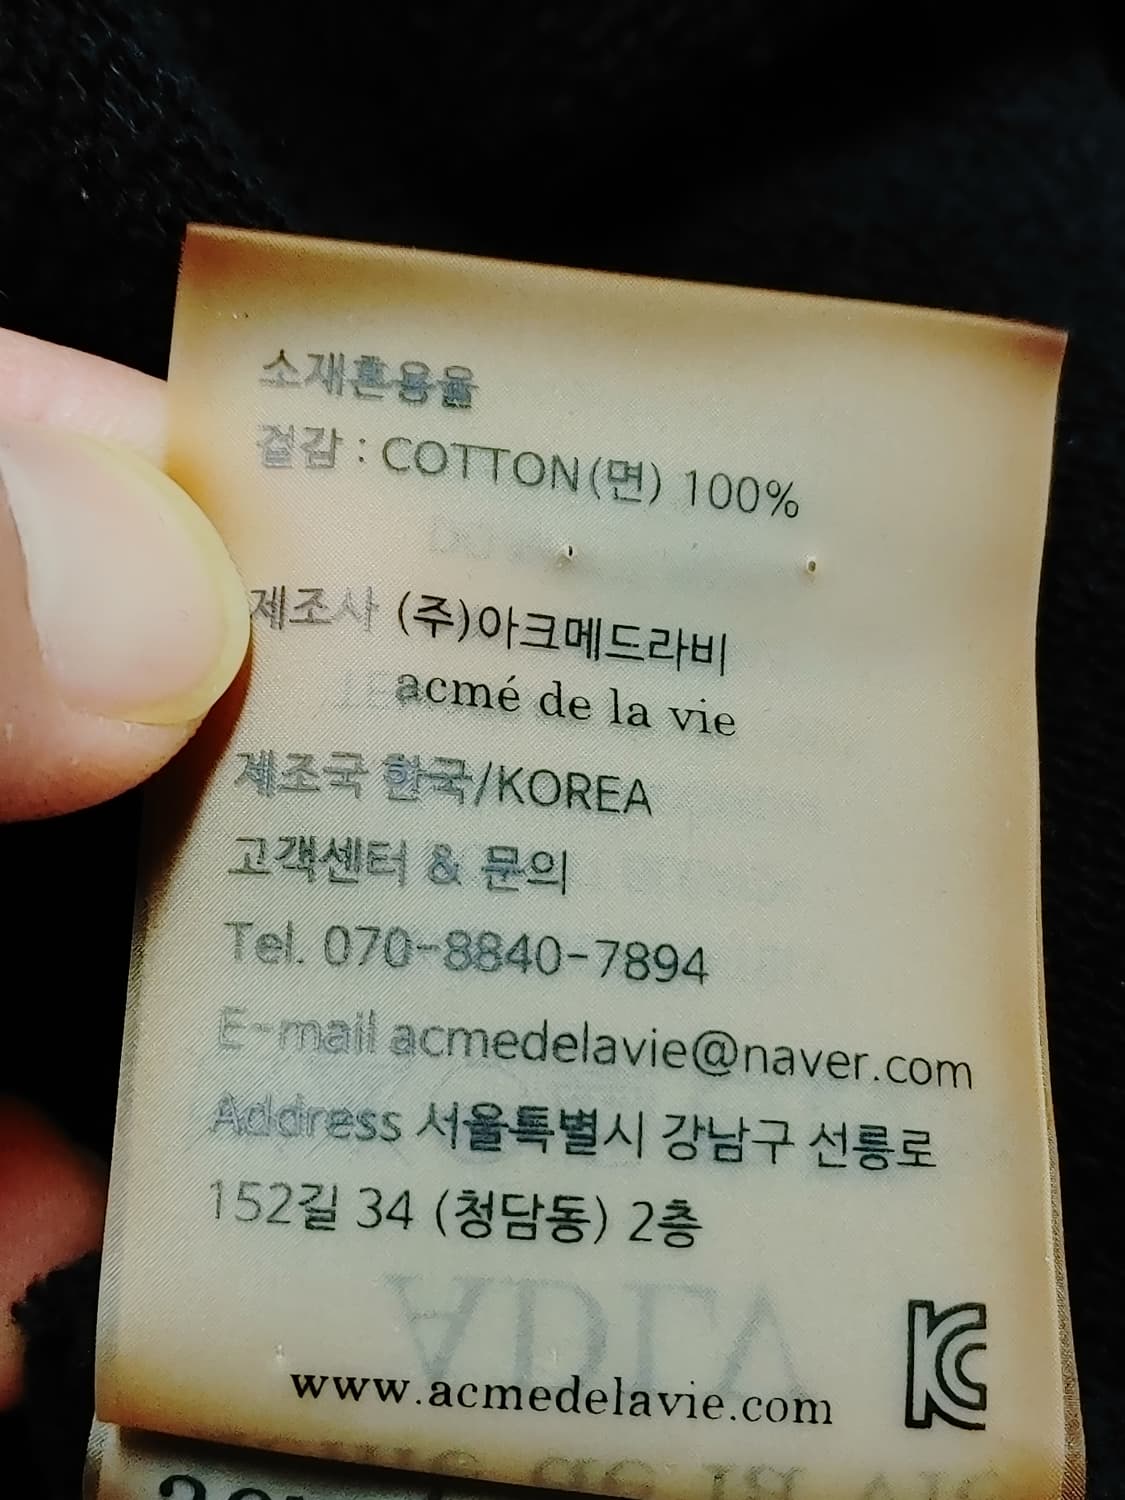 소재혼용율
겉감 : COTTON(면) 100%
제조사 (주)아크메드라비
acmé de la vie
제조국 한국/KOREA
고객센터 & 문의
Tel. 070-8840-7894
E-mail acmedelavie@naver.com
Address 서울특별시 강남구 선릉로
152길 34 (청담동) 2층
ADLV
www.acmedelavie.com
KC